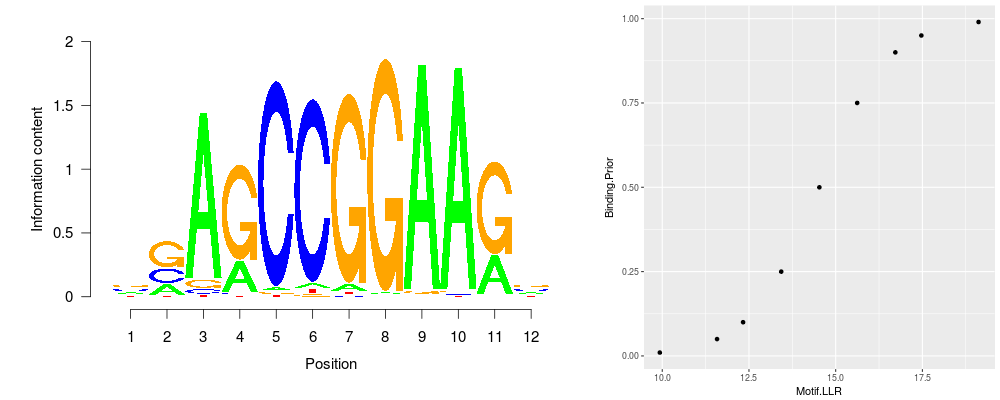 2
1.5
1
0.5
0
Information content
G
C
A
A
G
A
C
C
G
G
A
A
G
A
1 2 3 4 5 6 7 8 9 10 11 12
Position
1.00
0.75
0.50
0.25
0.00
Binding.Prior
10.0 12.5 15.0 17.5
Motif.LLR